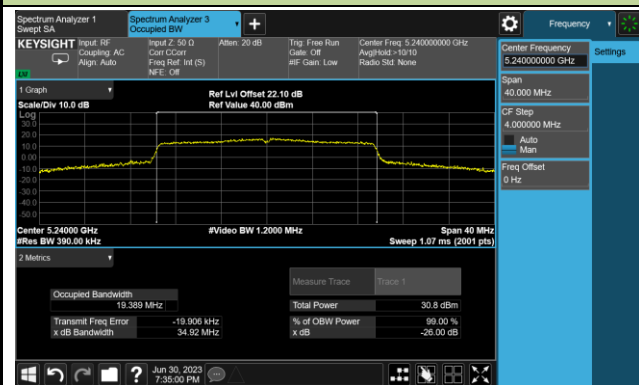 Spectrum Analyzer 1
Swept SA
Spectrum Analyzer 3
Occupied BW
Frequency
KEYSIGHT
Input: RF
Coupling: AC
Align: Auto
Input Z: 50 Ω
Corr CCorr
Freq Ref: Int (S)
NFE: Off
Atten: 20 dB
Trig: Free Run
Gate: Off
#IF Gain: Low
Center Freq: 5.240000000 GHz
Avg|Hold:>10/10
Radio Std: None
Center Frequency
5.240000000 GHz
Settings
Span
40.000 MHz
CF Step
4.000000 MHz
Auto
Man
Freq Offset
0 Hz
1 Graph
Scale/Div 10.0 dB
Ref Lvl Offset 22.10 dB
Ref Value 40.00 dBm
Log
30.0
20.0
10.0
0.00
-10.0
-20.0
-30.0
-40.0
-50.0
Center 5.24000 GHz
#Res BW 390.00 kHz
#Video BW 1.2000 MHz
Span 40 MHz
Sweep 1.07 ms (2001 pts)
2 Metrics
Measure Trace
Trace 1
Occupied Bandwidth
19.389 MHz
Total Power
30.8 dBm
Transmit Freq Error
-19.906 kHz
% of OBW Power
99.00 %
x dB Bandwidth
34.92 MHz
x dB
-26.00 dB
Jun 30, 2023
7:35:00 PM